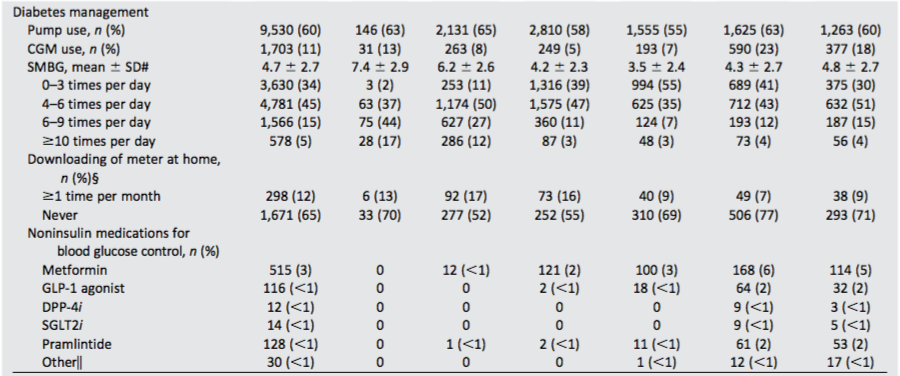 Diabetes management
Pump use, n (%) 9,530 (60) 146 (63) 2,131 (65) 2,810 (58) 1,555 (55) 1,625 (63) 1,263 (60)
CGM use, n (%) 1,703 (11) 31 (13) 263 (8) 249 (5) 193 (7) 590 (23) 377 (18)
SMBG, mean ± SD# 4.7 ± 2.7 7.4 ± 2.9 6.2 ± 2.6 4.2 ± 2.3 3.5 ± 2.4 4.3 ± 2.7 4.8 ± 2.7
0–3 times per day 3,630 (34) 3 (2) 253 (11) 1,316 (39) 994 (55) 689 (41) 375 (30)
4–6 times per day 4,781 (45) 63 (37) 1,174 (50) 1,575 (47) 625 (35) 712 (43) 632 (51)
6–9 times per day 1,566 (15) 75 (44) 627 (27) 360 (11) 124 (7) 193 (12) 187 (15)
≥10 times per day 578 (5) 28 (17) 286 (12) 87 (3) 48 (3) 73 (4) 56 (4)
Downloading of meter at home,
n (%)§
≥1 time per month 298 (12) 6 (13) 92 (17) 73 (16) 40 (9) 49 (7) 38 (9)
Never 1,671 (65) 33 (70) 277 (52) 252 (55) 310 (69) 506 (77) 293 (71)
Noninsulin medications for
blood glucose control, n (%)
Metformin 515 (3) 0 12 (<1) 121 (2) 100 (3) 168 (6) 114 (5)
GLP-1 agonist 116 (<1) 0 0 2 (<1) 18 (<1) 64 (2) 32 (2)
DPP-4i 12 (<1) 0 0 0 0 9 (<1) 3 (<1)
SGLT2i 14 (<1) 0 0 0 0 9 (<1) 5 (<1)
Pramlintide 128 (<1) 0 1 (<1) 2 (<1) 11 (<1) 61 (2) 53 (2)
Other‖ 30 (<1) 0 0 0 1 (<1) 12 (<1) 17 (<1)